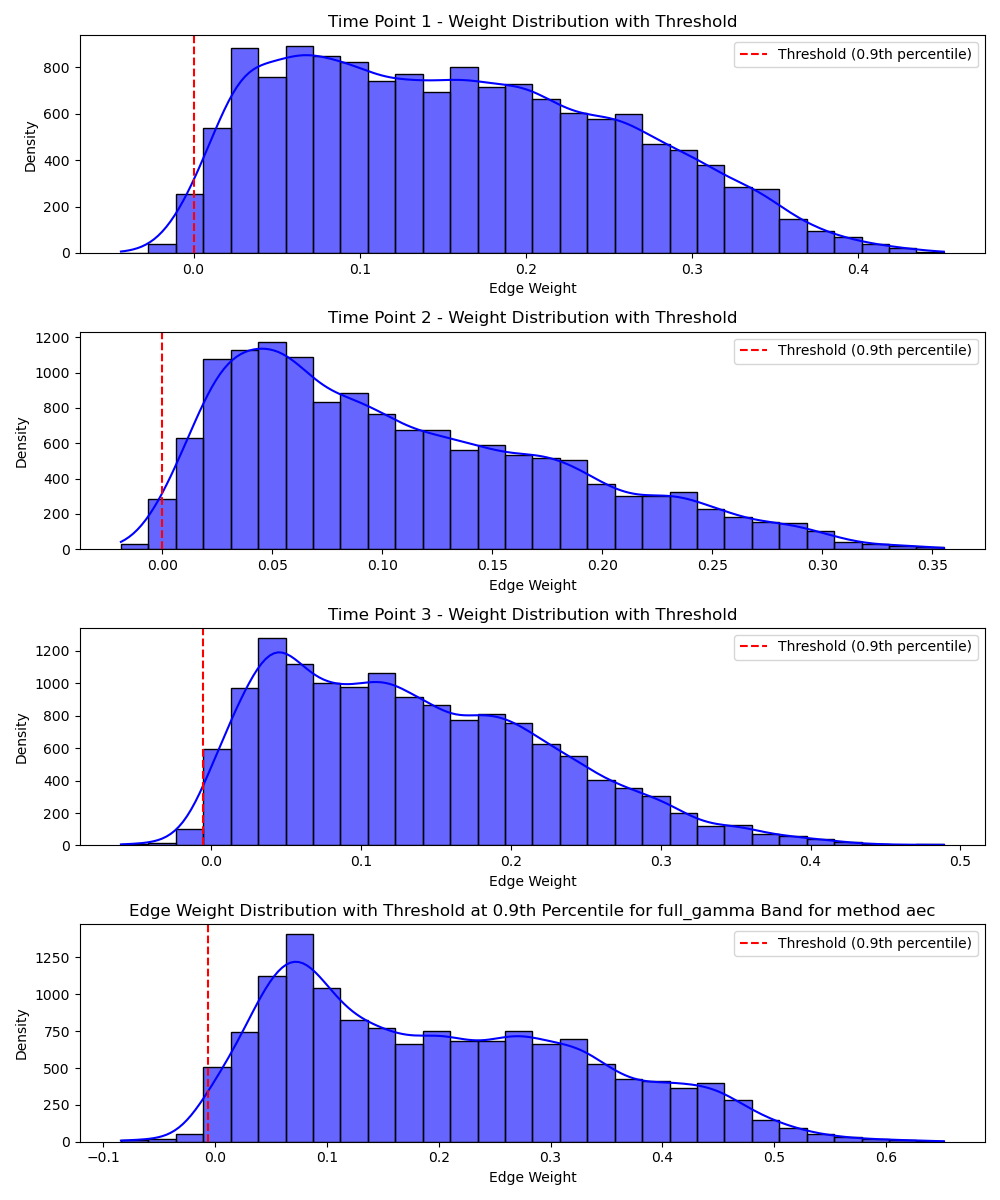 Time Point 1 - Weight Distribution with Threshold
Threshold (0.9th percentile)
Density
800
600
400
200
0
0.0 0.1 0.2 0.3 0.4
Edge Weight
Time Point 2 - Weight Distribution with Threshold
Threshold (0.9th percentile)
Density
1200
1000
800
600
400
200
0
0.00 0.05 0.10 0.15 0.20 0.25 0.30 0.35
Edge Weight
Time Point 3 - Weight Distribution with Threshold
Threshold (0.9th percentile)
Density
1200
1000
800
600
400
200
0
0.0 0.1 0.2 0.3 0.4 0.5
Edge Weight
Edge Weight Distribution with Threshold at 0.9th Percentile for full_gamma Band for method aec
Threshold (0.9th percentile)
Density
1250
1000
750
500
250
0
−0.1 0.0 0.1 0.2 0.3 0.4 0.5 0.6
Edge Weight